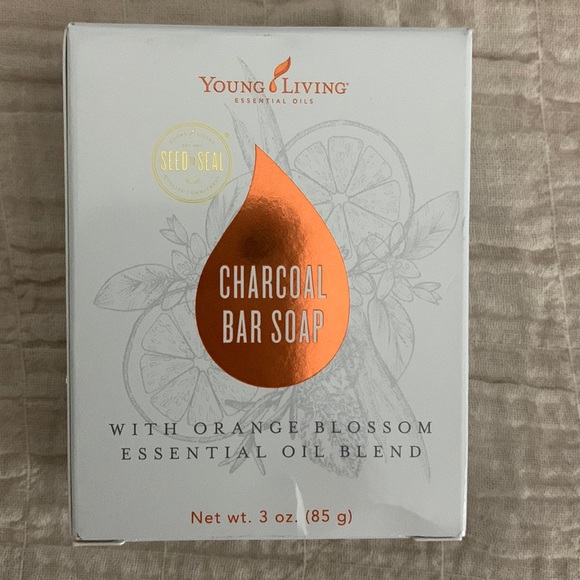 YOUNG LIVING
ESSENTIAL OILS
SEED TO SEAL
CHARCOAL
BAR SOAP
WITH ORANGE BLOSSOM
ESSENTIAL OIL BLEND
Net wt. 3 oz. (85 g)